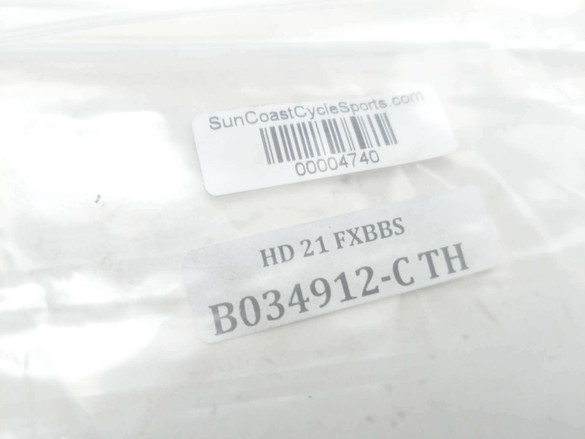 SunCoastCycleSports.com
00004740
HD 21 FXBBS
B034912-C TH